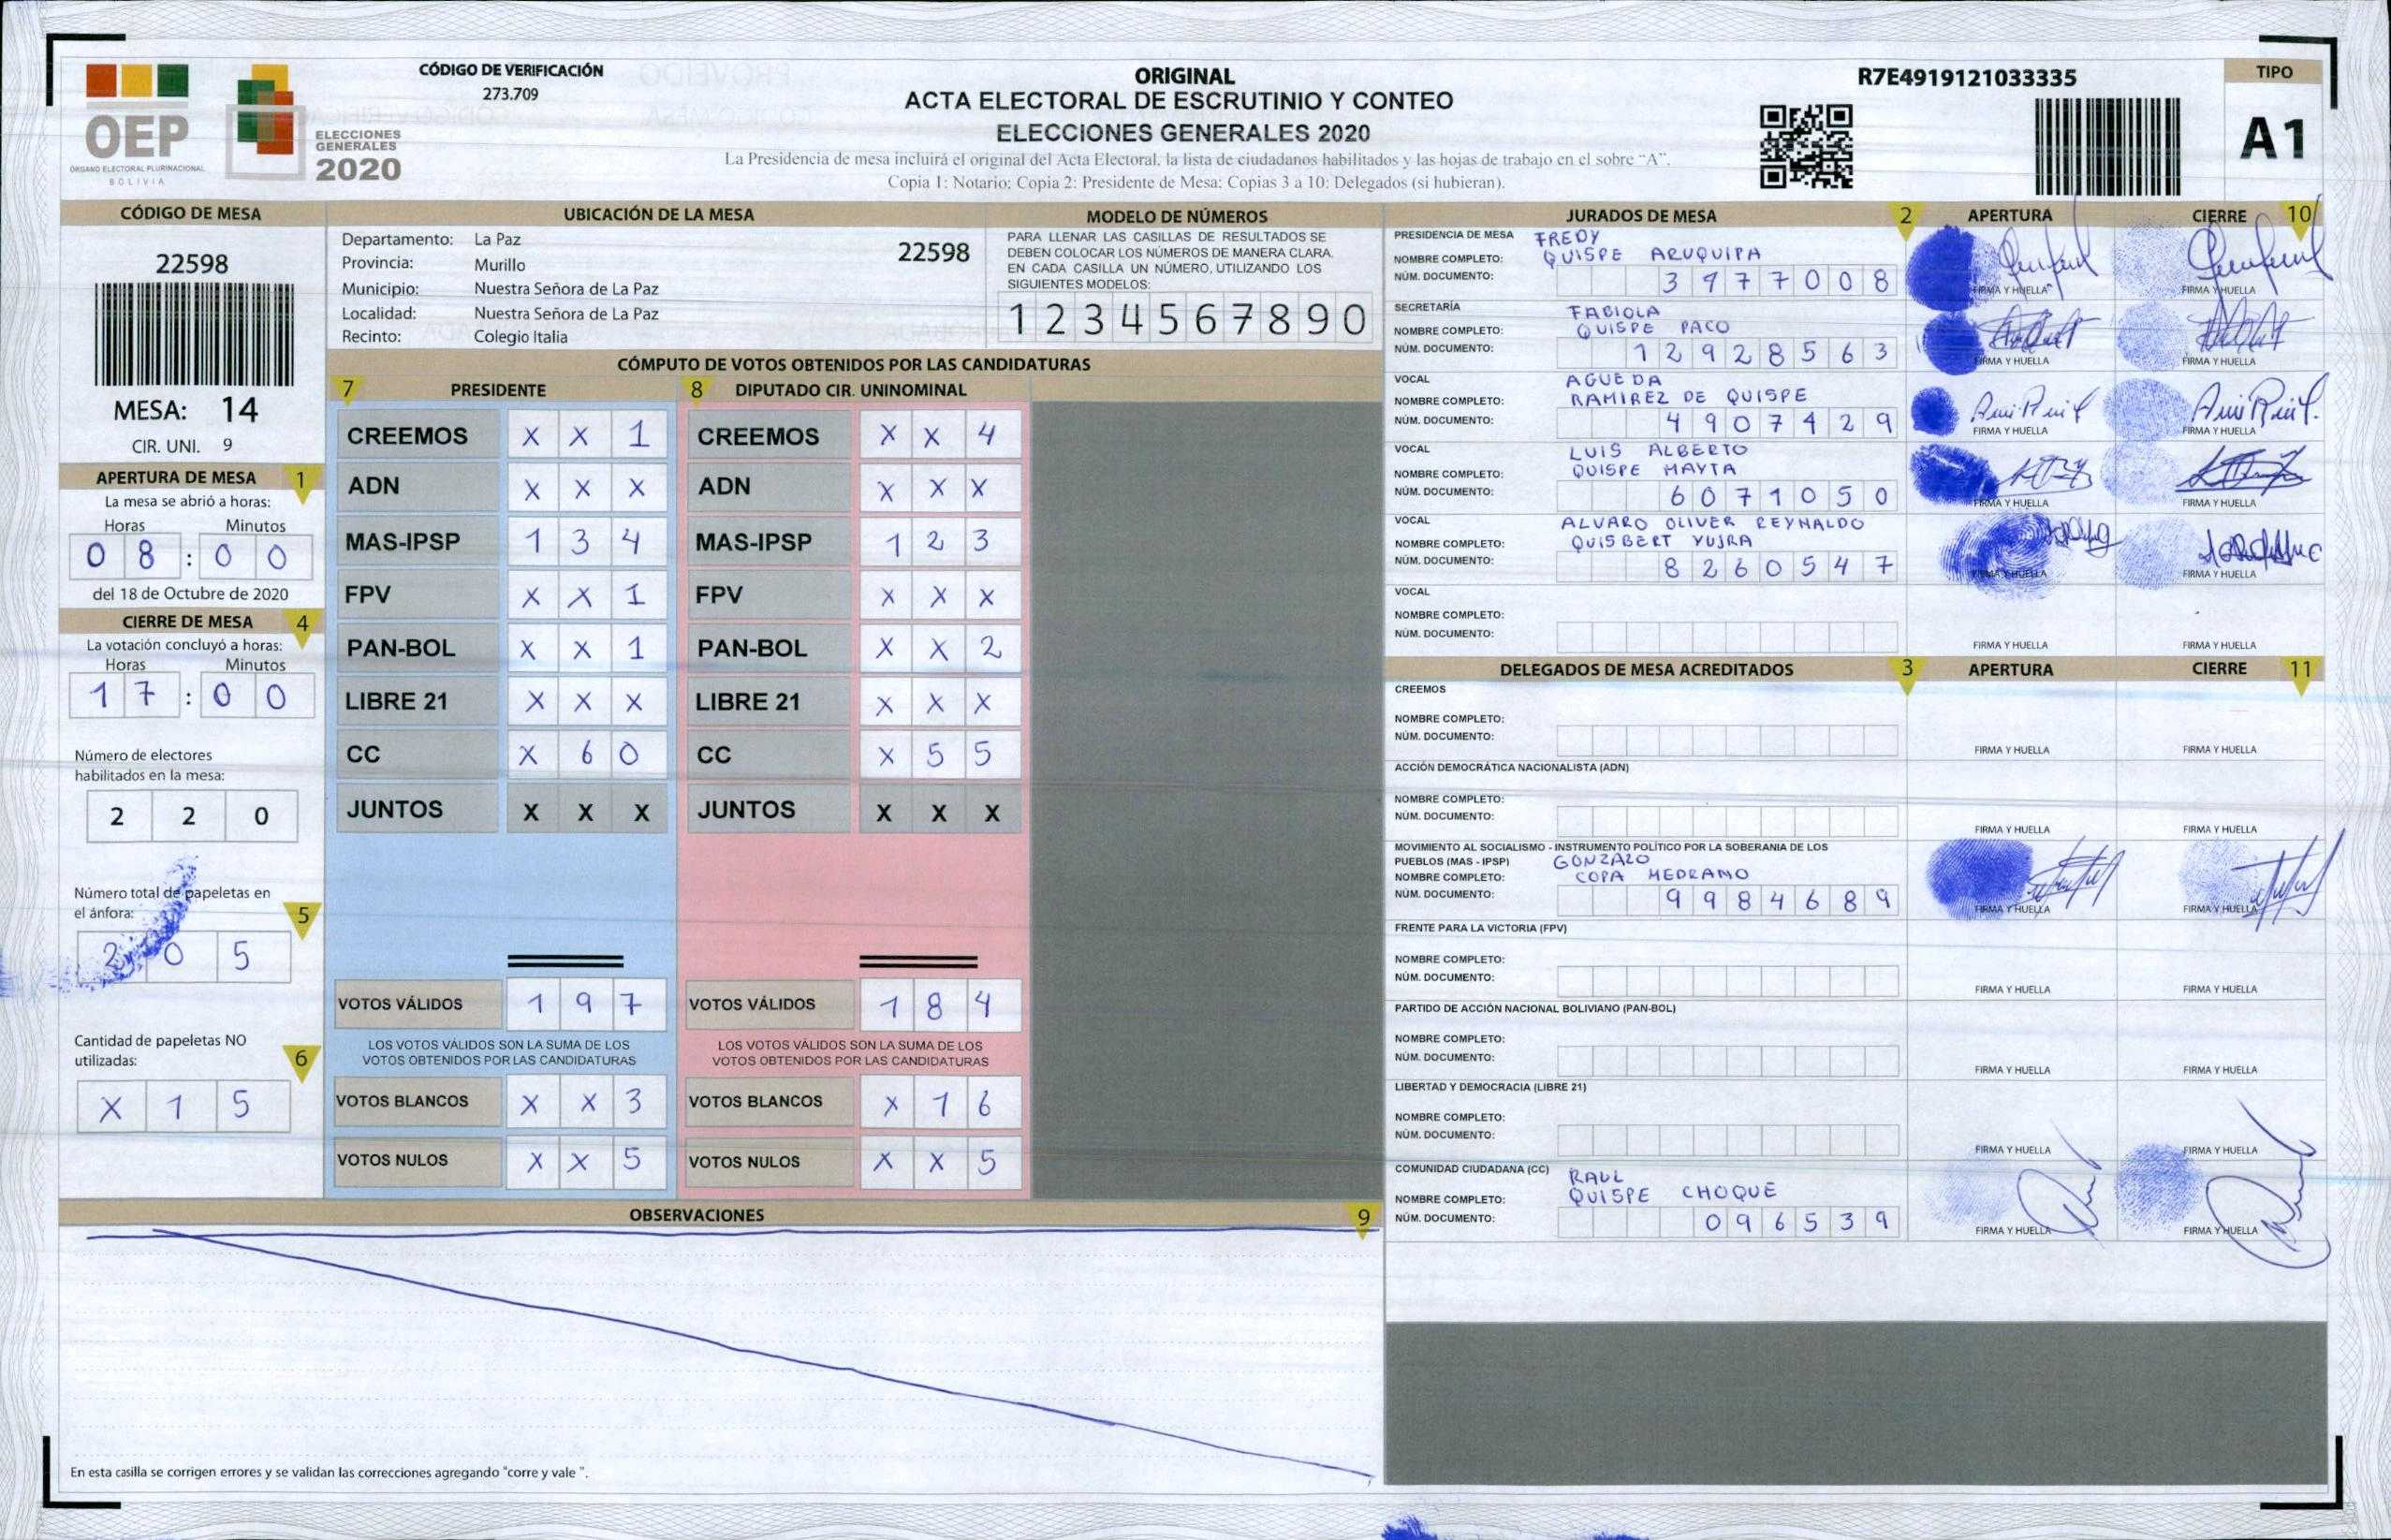 OEP
ÓRGANO ELECTORAL PLURINACIONAL
BOLIVIA
ELECCIONES
GENERALES
2020
CÓDIGO DE VERIFICACIÓN
273.709
ORIGINAL
ACTA ELECTORAL DE ESCRUTINIO Y CONTEO
ELECCIONES GENERALES 2020
La Presidencia de mesa incluirá el original del Acta Electoral, la lista de ciudadanos habilitados y las hojas de trabajo en el sobre "A".
Copia 1: Notario; Copia 2: Presidente de Mesa; Copias 3 a 10: Delegados (si hubieran).
R7E4919121033335
TIPO
A1
CÓDIGO DE MESA
22598
MESA: 14
CIR. UNI. 9
APERTURA DE MESA 1
La mesa se abrió a horas:
Horas Minutos
0 8 : 0 0
del 18 de Octubre de 2020
CIERRE DE MESA 4
La votación concluyó a horas:
Horas Minutos
1 7 : 0 0
Número de electores
habilitados en la mesa:
2 2 0
Número total de papeletas en
el ánfora:
5
2 0 5
Cantidad de papeletas NO
utilizadas:
6
X 1 5
UBICACIÓN DE LA MESA
Departamento: La Paz
22598
Provincia: Murillo
Municipio: Nuestra Señora de La Paz
Localidad: Nuestra Señora de La Paz
Recinto: Colegio Italia
MODELO DE NÚMEROS
PARA LLENAR LAS CASILLAS DE RESULTADOS SE
DEBEN COLOCAR LOS NÚMEROS DE MANERA CLARA.
EN CADA CASILLA UN NÚMERO, UTILIZANDO LOS
SIGUIENTES MODELOS:
1 2 3 4 5 6 7 8 9 0
CÓMPUTO DE VOTOS OBTENIDOS POR LAS CANDIDATURAS
7 PRESIDENTE
CREEMOS X X 1
ADN X X X
MAS-IPSP 1 3 4
FPV X X 1
PAN-BOL X X 1
LIBRE 21 X X X
CC X 6 0
JUNTOS X X X
VOTOS VÁLIDOS 1 9 7
LOS VOTOS VÁLIDOS SON LA SUMA DE LOS
VOTOS OBTENIDOS POR LAS CANDIDATURAS
VOTOS BLANCOS X X 3
VOTOS NULOS X X 5
8 DIPUTADO CIR. UNINOMINAL
CREEMOS X X 4
ADN X X X
MAS-IPSP 1 2 3
FPV X X X
PAN-BOL X X 2
LIBRE 21 X X X
CC X 5 5
JUNTOS X X X
VOTOS VÁLIDOS 1 8 4
LOS VOTOS VÁLIDOS SON LA SUMA DE LOS
VOTOS OBTENIDOS POR LAS CANDIDATURAS
VOTOS BLANCOS X 1 6
VOTOS NULOS X X 5
OBSERVACIONES 9
En esta casilla se corrigen errores y se validan las correcciones agregando "corre y vale ".
JURADOS DE MESA 2 APERTURA CIERRE 10
PRESIDENCIA DE MESA FREDY
NOMBRE COMPLETO: QUISPE ARUQUIPA
NÚM. DOCUMENTO: 3 9 7 7 0 0 8
FIRMA Y HUELLA FIRMA Y HUELLA
SECRETARÍA FABIOLA
NOMBRE COMPLETO: QUISPE PACO
NÚM. DOCUMENTO: 1 2 9 2 8 5 6 3
FIRMA Y HUELLA FIRMA Y HUELLA
VOCAL AGUEDA
NOMBRE COMPLETO: RAMIREZ DE QUISPE
NÚM. DOCUMENTO: 4 9 0 7 4 2 9
FIRMA Y HUELLA FIRMA Y HUELLA
VOCAL LUIS ALBERTO
NOMBRE COMPLETO: QUISPE MAYTA
NÚM. DOCUMENTO: 6 0 7 1 0 5 0
FIRMA Y HUELLA FIRMA Y HUELLA
VOCAL ALVARO OLIVER REYNALDO
NOMBRE COMPLETO: QUISBERT YUJRA
NÚM. DOCUMENTO: 8 2 6 0 5 4 7
FIRMA Y HUELLA FIRMA Y HUELLA
VOCAL
NOMBRE COMPLETO:
NÚM. DOCUMENTO:
FIRMA Y HUELLA FIRMA Y HUELLA
DELEGADOS DE MESA ACREDITADOS 3 APERTURA CIERRE 11
CREEMOS
NOMBRE COMPLETO:
NÚM. DOCUMENTO:
FIRMA Y HUELLA FIRMA Y HUELLA
ACCIÓN DEMOCRÁTICA NACIONALISTA (ADN)
NOMBRE COMPLETO:
NÚM. DOCUMENTO:
FIRMA Y HUELLA FIRMA Y HUELLA
MOVIMIENTO AL SOCIALISMO - INSTRUMENTO POLÍTICO POR LA SOBERANIA DE LOS
PUEBLOS (MAS - IPSP) GONZALO
NOMBRE COMPLETO: COPA MEDRANO
NÚM. DOCUMENTO: 9 9 8 4 6 8 9
FIRMA Y HUELLA FIRMA Y HUELLA
FRENTE PARA LA VICTORIA (FPV)
NOMBRE COMPLETO:
NÚM. DOCUMENTO:
FIRMA Y HUELLA FIRMA Y HUELLA
PARTIDO DE ACCIÓN NACIONAL BOLIVIANO (PAN-BOL)
NOMBRE COMPLETO:
NÚM. DOCUMENTO:
FIRMA Y HUELLA FIRMA Y HUELLA
LIBERTAD Y DEMOCRACIA (LIBRE 21)
NOMBRE COMPLETO:
NÚM. DOCUMENTO:
FIRMA Y HUELLA FIRMA Y HUELLA
COMUNIDAD CIUDADANA (CC) RAUL
NOMBRE COMPLETO: QUISPE CHOQUE
NÚM. DOCUMENTO: 0 9 6 5 3 9
FIRMA Y HUELLA FIRMA Y HUELLA